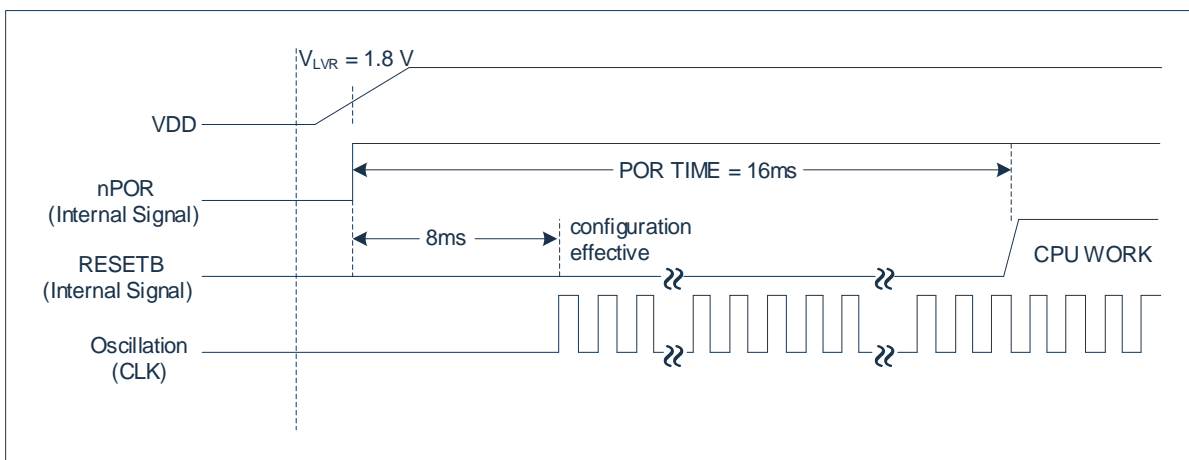 VLVR = 1.8 V
VDD
POR TIME = 16ms
nPOR
(Internal Signal)
8ms
configuration
effective
RESETB
(Internal Signal)
CPU WORK
Oscillation
(CLK)